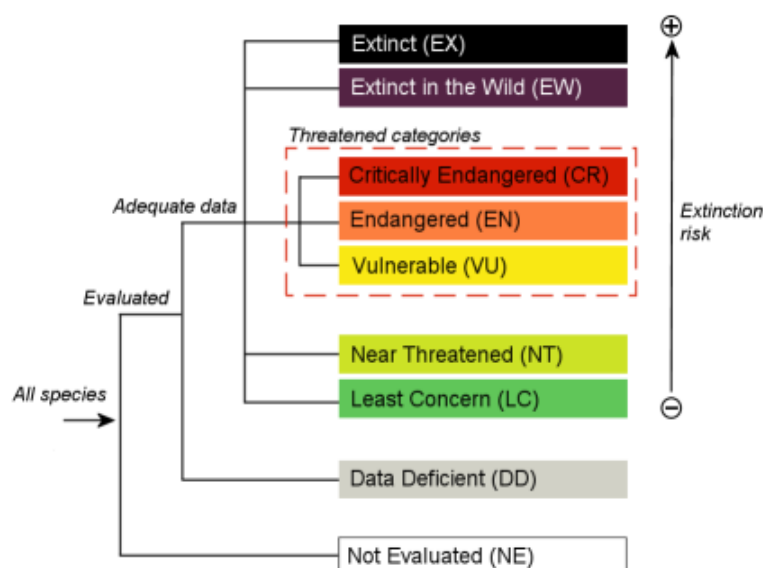 Extinct (EX)
Extinct in the Wild (EW)
Threatened categories
Critically Endangered (CR)
Adequate data
Endangered (EN)
Extinction
risk
Vulnerable (VU)
Evaluated
Near Threatened (NT)
All species
Least Concern (LC)
Data Deficient (DD)
Not Evaluated (NE)